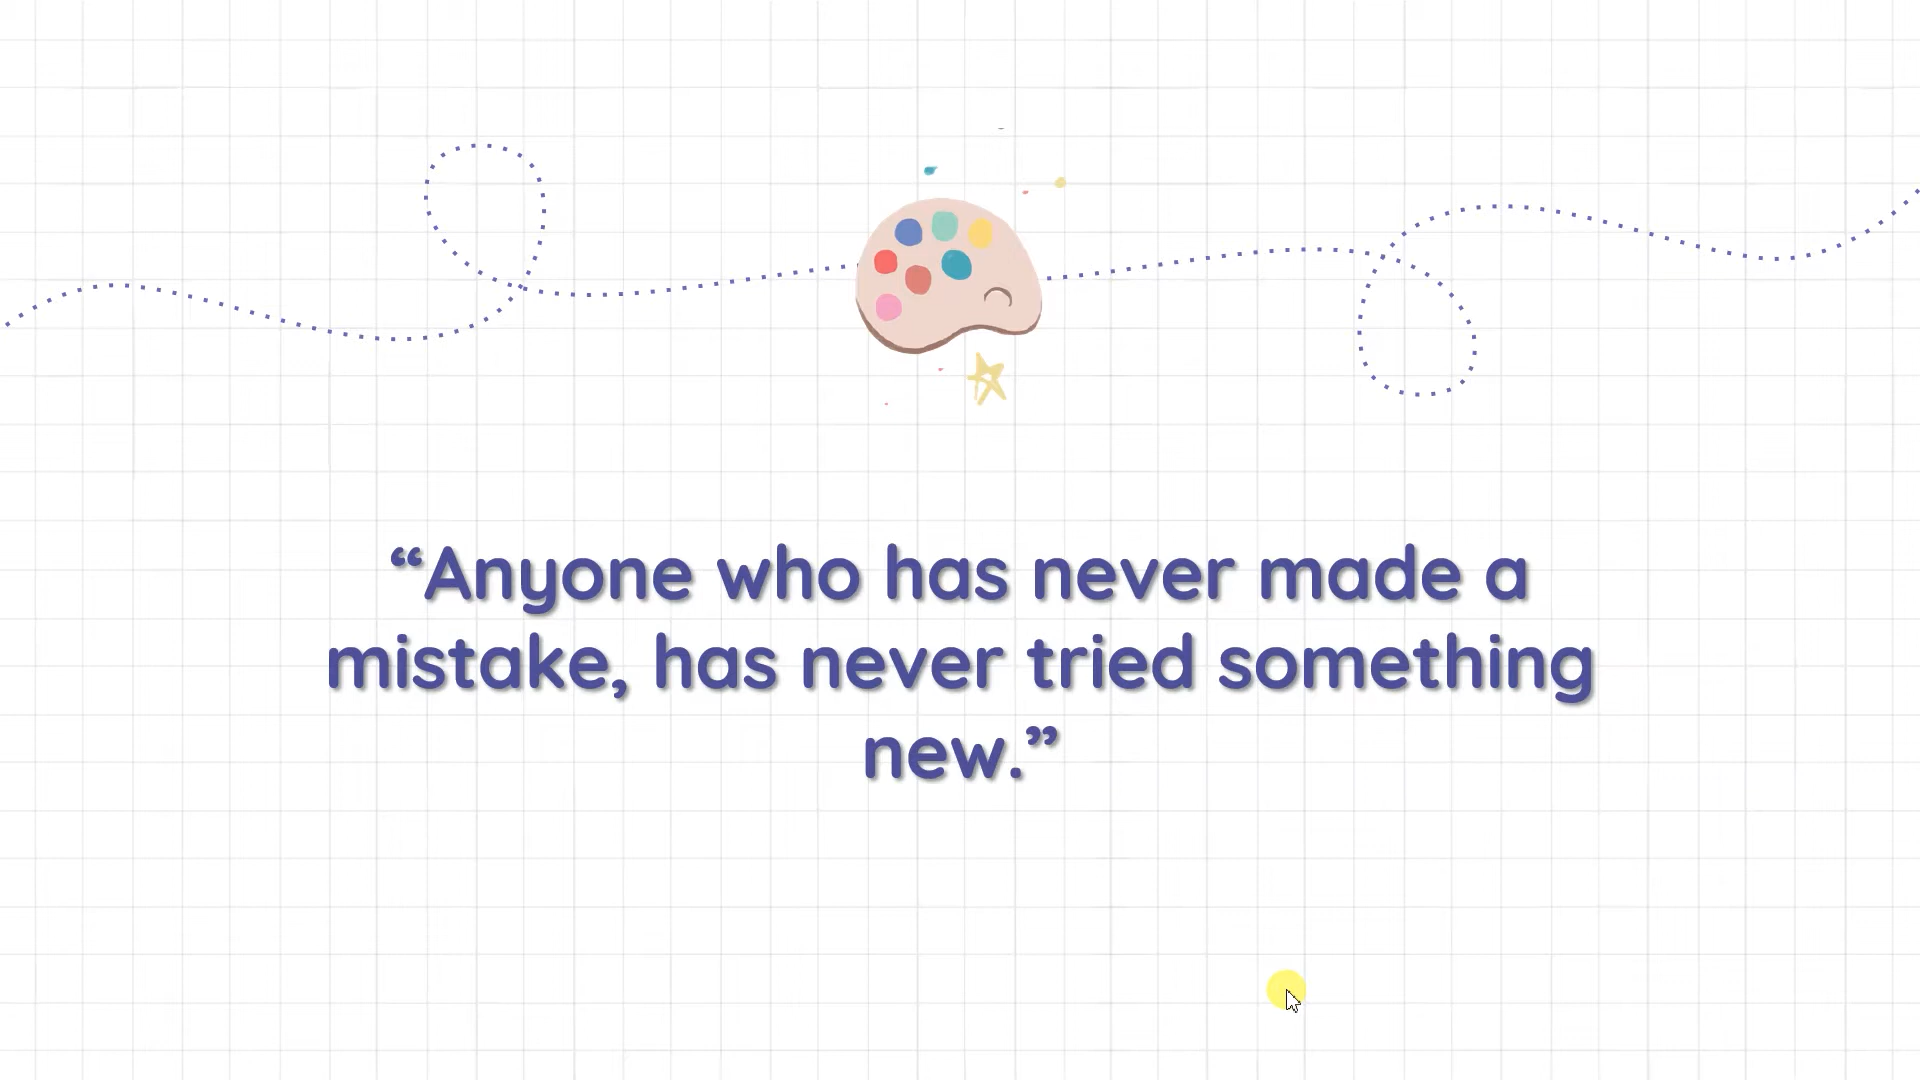 “Anyone who has never made a
mistake, has never tried something
new.”